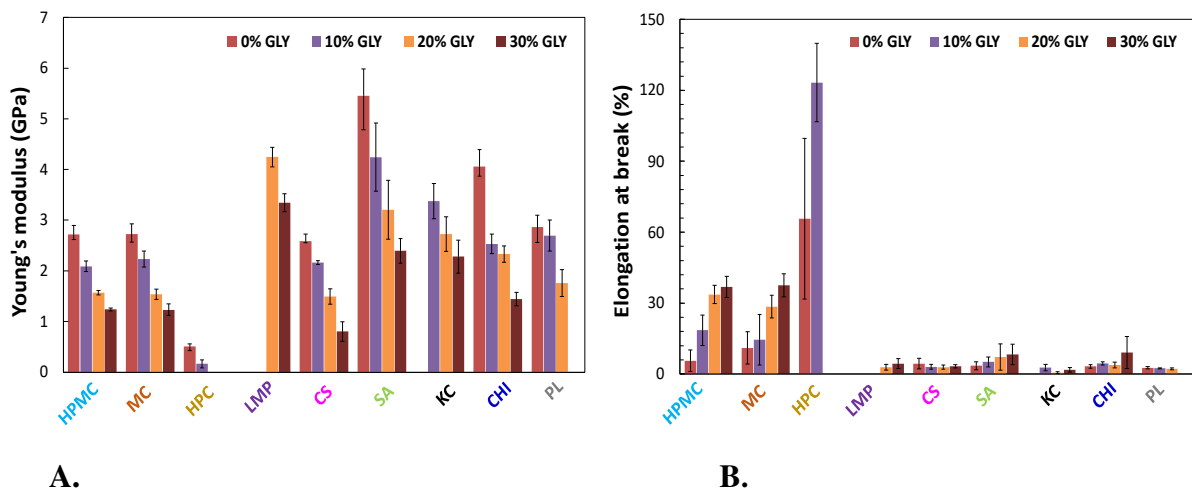 7
6
5
4
3
2
1
0
Young's modulus (GPa)
0% GLY 10% GLY 20% GLY 30% GLY
HPMC MC HPC LMP CS SA KC CHI PL
A.
150
120
90
60
30
0
Elongation at break (%)
0% GLY 10% GLY 20% GLY 30% GLY
HPMC MC HPC LMP CS SA KC CHI PL
B.